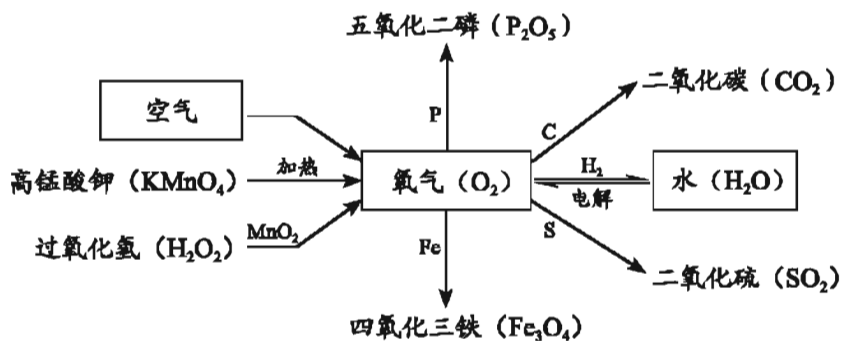 五氧化二磷（P₂O₅）
二氧化碳（CO₂）
空气
P
C
高锰酸钾（KMnO₄）
加热
氧气（O₂）
H₂
电解
水（H₂O）
过氧化氢（H₂O₂）
MnO₂
Fe
S
二氧化硫（SO₂）
四氧化三铁（Fe₃O₄）